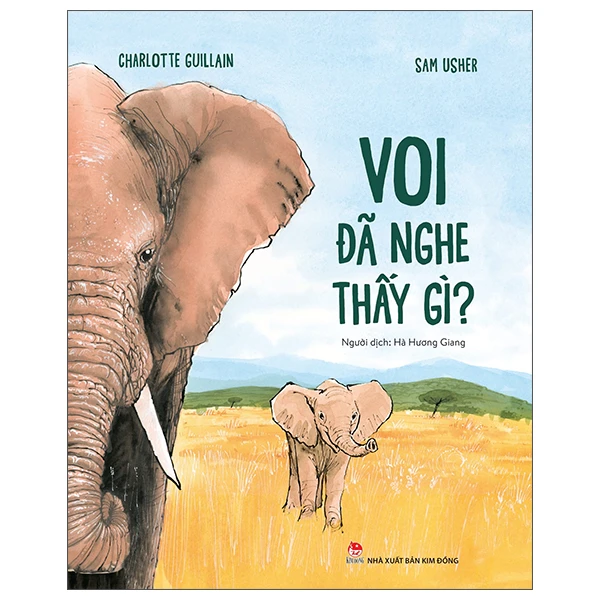 CHARLOTTE GUILLAIN
SAM USHER
VOI
ĐÃ NGHE
THẤY GÌ?
Người dịch: Hà Hương Giang
NHÀ XUẤT BẢN KIM ĐỒNG